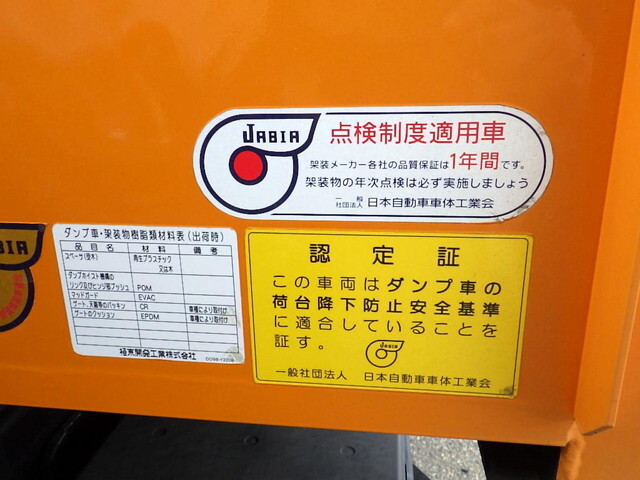 JABIA
点検制度適用車
架装メーカー各社の品質保証は1年間です。
架装物の年次点検は必ず実施しましょう
一般社団法人 日本自動車車体工業会
ダンプ車・架装物樹脂類材料表(出荷時)
品目名 材料 備考
スペーサ(受木) 再生プラスチック
又は木
ダンプホイスト機構の
リンク及びヒンジ部ブッシュ POM
マッドガード EVAC
ゲート、天蓋等のパッキン CR 車種により取付け
ゲートのクッション EPDM 車種により取付け
極東開発工業株式会社
認定証
この車両はダンプ車の
荷台降下防止安全基準
に適合していることを
証す。
JABIA
一般社団法人 日本自動車車体工業会
ABIA